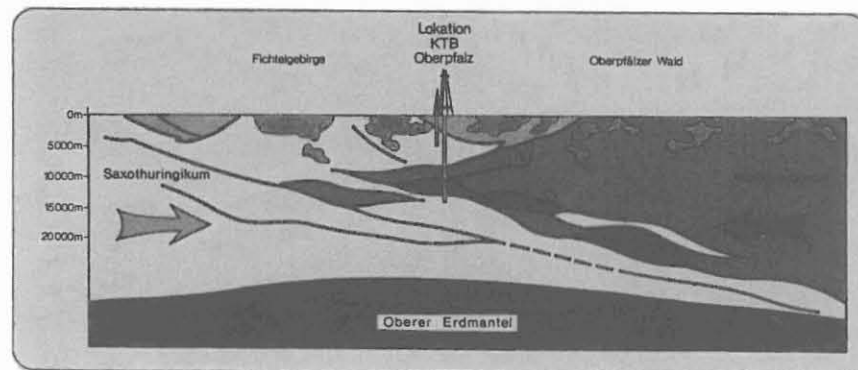 Lokation
KTB
Oberpfalz
Fichtelgebirge
Oberpfälzer Wald
0m
5000m
10000m
Saxothuringikum
15000m
20000m
Oberer Erdmantel